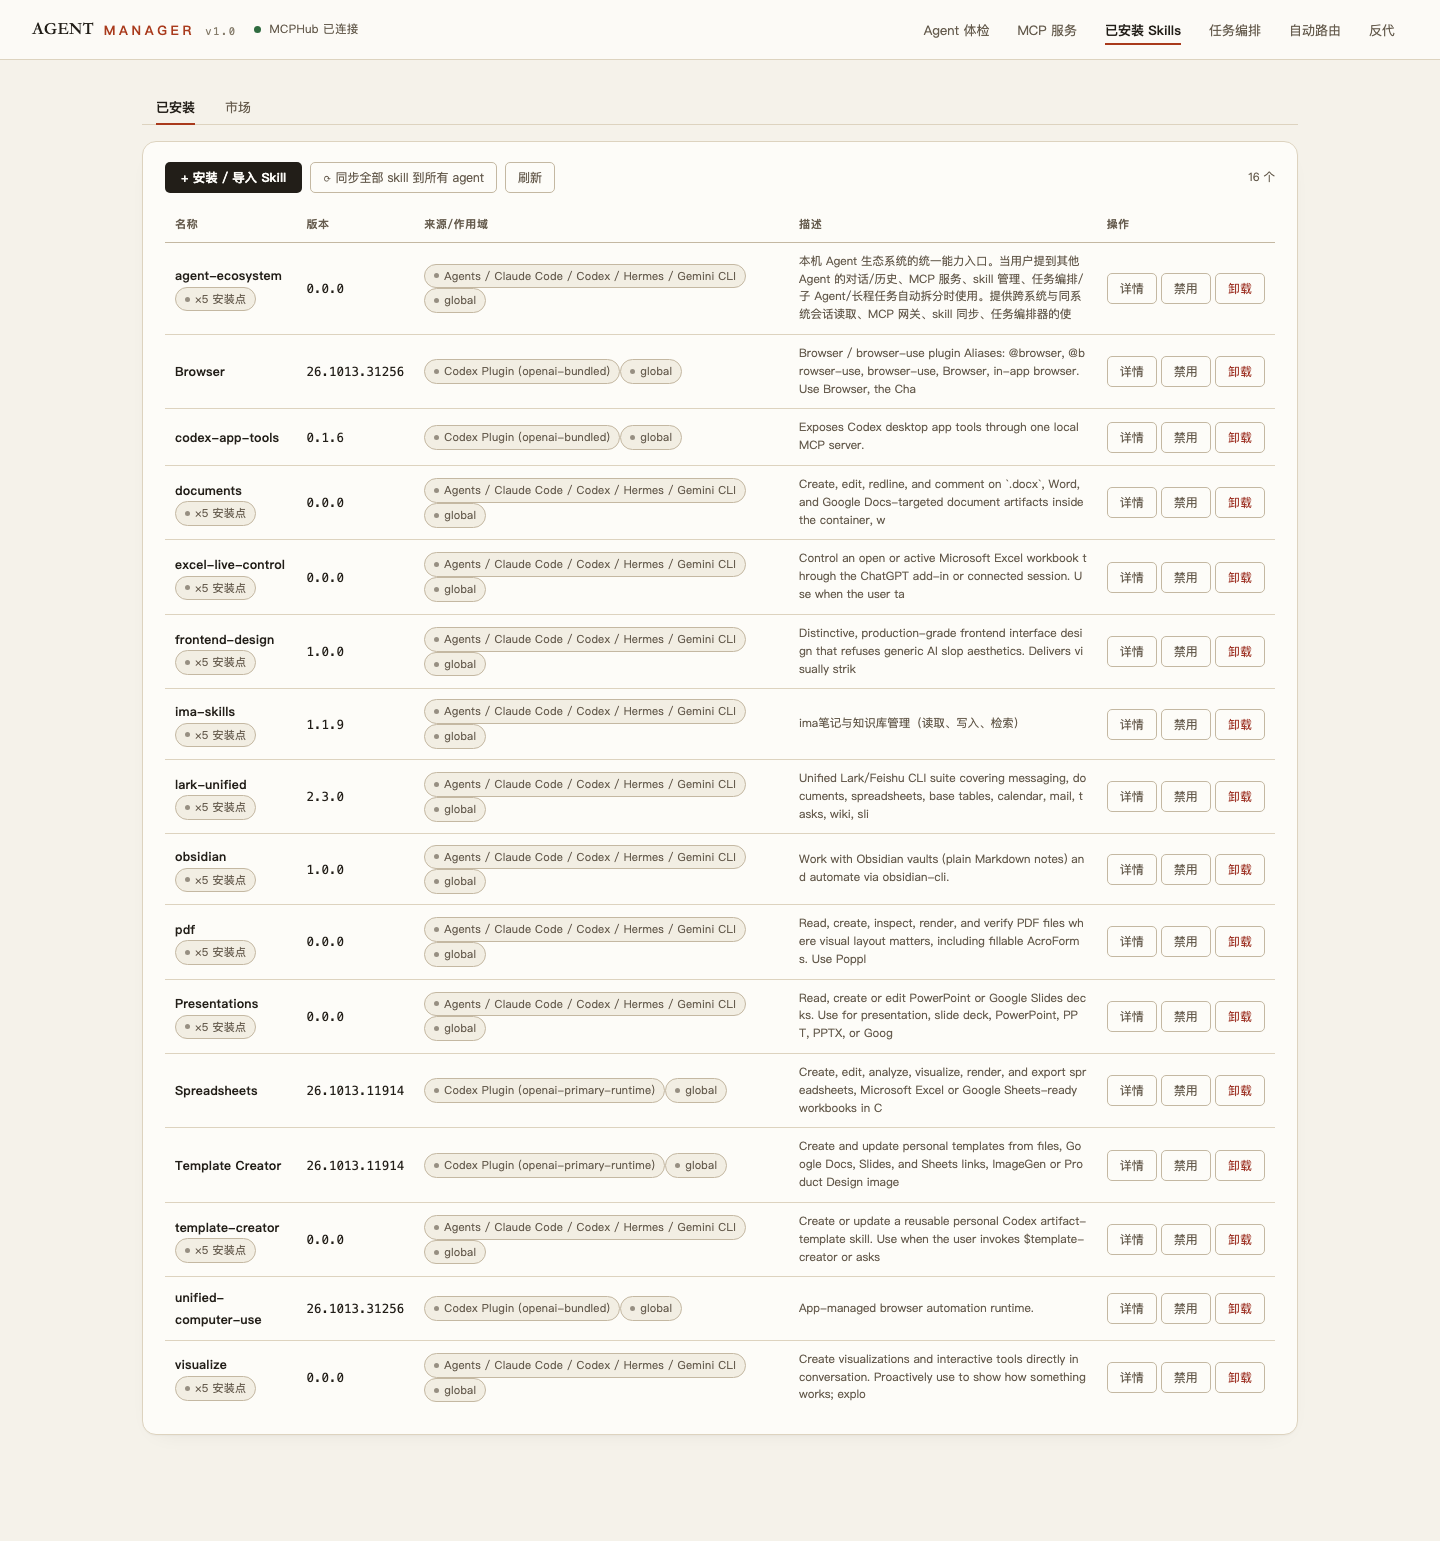 AGENT MANAGER v1.0 MCPHub 已连接 Agent 体检 MCP 服务 已安装 Skills 任务编排 自动路由 反代
已安装 市场
+ 安装 / 导入 Skill ⟳ 同步全部 skill 到所有 agent 刷新 16 个
名称 版本 来源/作用域 描述 操作
agent-ecosystem
×5 安装点
0.0.0
Agents / Claude Code / Codex / Hermes / Gemini CLI
global
本机 Agent 生态系统的统一能力入口。当用户提到其他
Agent 的对话/历史、MCP 服务、skill 管理、任务编排/
子 Agent/长程任务自动拆分时使用。提供跨系统与同系
统会话读取、MCP 网关、skill 同步、任务编排器的使
详情 禁用 卸载
Browser
26.1013.31256
Codex Plugin (openai-bundled) global
Browser / browser-use plugin Aliases: @browser, @b
rowser-use, browser-use, Browser, in-app browser.
Use Browser, the Cha
详情 禁用 卸载
codex-app-tools
0.1.6
Codex Plugin (openai-bundled) global
Exposes Codex desktop app tools through one local
MCP server.
详情 禁用 卸载
documents
×5 安装点
0.0.0
Agents / Claude Code / Codex / Hermes / Gemini CLI
global
Create, edit, redline, and comment on `.docx`, Word,
and Google Docs-targeted document artifacts inside
the container, w
详情 禁用 卸载
excel-live-control
×5 安装点
0.0.0
Agents / Claude Code / Codex / Hermes / Gemini CLI
global
Control an open or active Microsoft Excel workbook t
hrough the ChatGPT add-in or connected session. U
se when the user ta
详情 禁用 卸载
frontend-design
×5 安装点
1.0.0
Agents / Claude Code / Codex / Hermes / Gemini CLI
global
Distinctive, production-grade frontend interface desi
gn that refuses generic AI slop aesthetics. Delivers vi
sually strik
详情 禁用 卸载
ima-skills
×5 安装点
1.1.9
Agents / Claude Code / Codex / Hermes / Gemini CLI
global
ima笔记与知识库管理（读取、写入、检索）
详情 禁用 卸载
lark-unified
×5 安装点
2.3.0
Agents / Claude Code / Codex / Hermes / Gemini CLI
global
Unified Lark/Feishu CLI suite covering messaging, do
cuments, spreadsheets, base tables, calendar, mail, t
asks, wiki, sli
详情 禁用 卸载
obsidian
×5 安装点
1.0.0
Agents / Claude Code / Codex / Hermes / Gemini CLI
global
Work with Obsidian vaults (plain Markdown notes) an
d automate via obsidian-cli.
详情 禁用 卸载
pdf
×5 安装点
0.0.0
Agents / Claude Code / Codex / Hermes / Gemini CLI
global
Read, create, inspect, render, and verify PDF files wh
ere visual layout matters, including fillable AcroForm
s. Use Poppl
详情 禁用 卸载
Presentations
×5 安装点
0.0.0
Agents / Claude Code / Codex / Hermes / Gemini CLI
global
Read, create or edit PowerPoint or Google Slides dec
ks. Use for presentation, slide deck, PowerPoint, PP
T, PPTX, or Goog
详情 禁用 卸载
Spreadsheets
26.1013.11914
Codex Plugin (openai-primary-runtime) global
Create, edit, analyze, visualize, render, and export spr
eadsheets, Microsoft Excel or Google Sheets-ready
workbooks in C
详情 禁用 卸载
Template Creator
26.1013.11914
Codex Plugin (openai-primary-runtime) global
Create and update personal templates from files, Go
ogle Docs, Slides, and Sheets links, ImageGen or Pro
duct Design image
详情 禁用 卸载
template-creator
×5 安装点
0.0.0
Agents / Claude Code / Codex / Hermes / Gemini CLI
global
Create or update a reusable personal Codex artifact-
template skill. Use when the user invokes $template-
creator or asks
详情 禁用 卸载
unified-
computer-use
26.1013.31256
Codex Plugin (openai-bundled) global
App-managed browser automation runtime.
详情 禁用 卸载
visualize
×5 安装点
0.0.0
Agents / Claude Code / Codex / Hermes / Gemini CLI
global
Create visualizations and interactive tools directly in
conversation. Proactively use to show how something
works; explo
详情 禁用 卸载